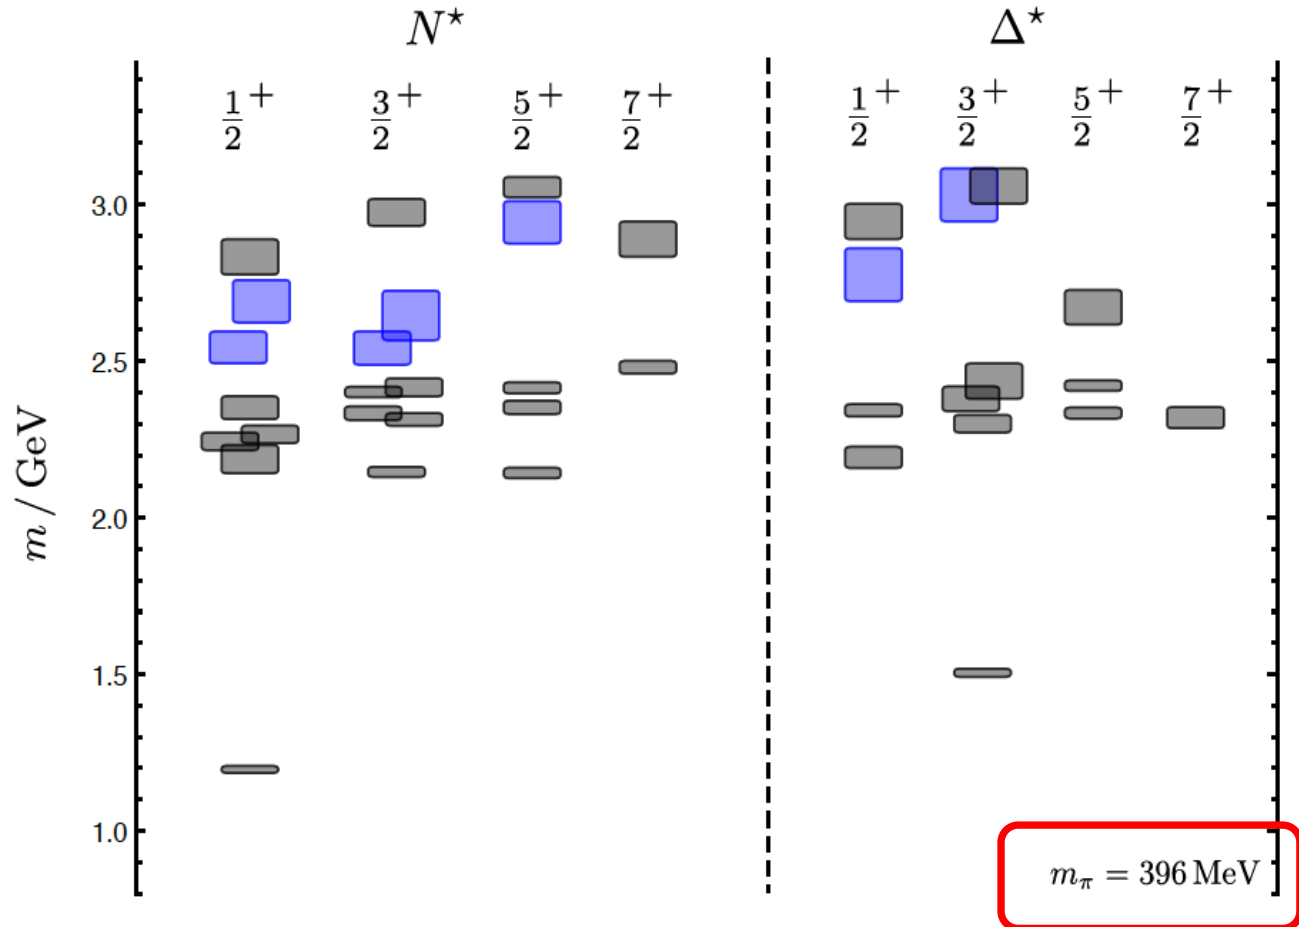 N⋆ Δ⋆
1/2+ 3/2+ 5/2+ 7/2+ 1/2+ 3/2+ 5/2+ 7/2+
3.0
2.5
2.0
1.5
1.0
m / GeV
mπ = 396 MeV